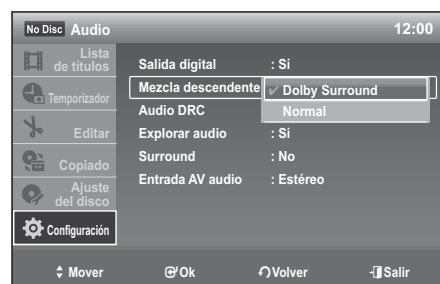 No Disc Audio 12:00
Lista
de títulos
Temporizador
Editar
Copiado
Ajuste
del disco
Configuración
Salida digital : Sí
Mezcla descendente ✓ Dolby Surround
Audio DRC Normal
Explorar audio : Sí
Surround : No
Entrada AV audio : Estéreo
Mover Ok Volver Salir